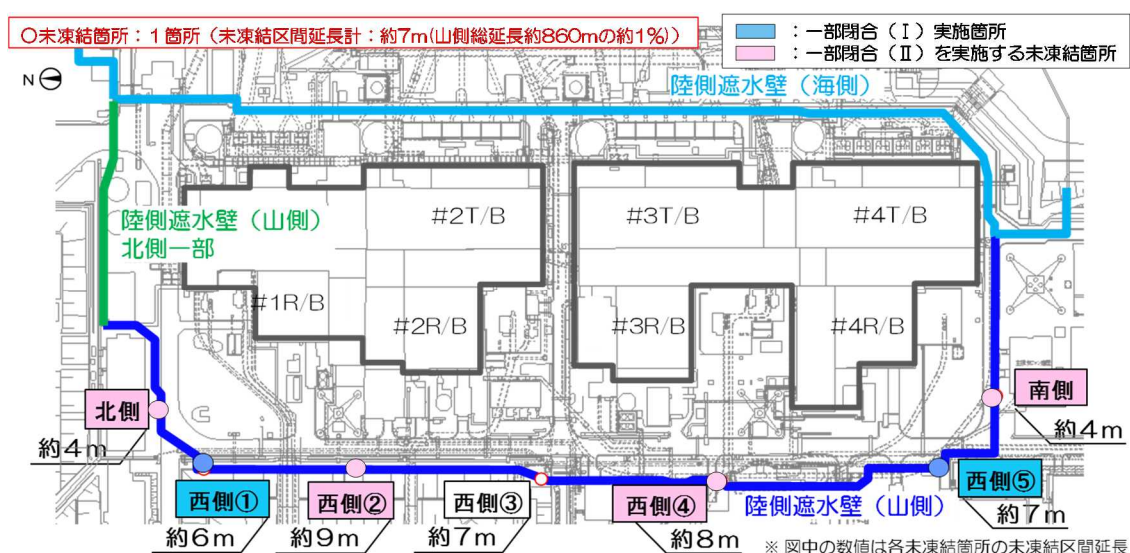 〇未凍結箇所：１箇所（未凍結区間延長計：約7m(山側総延長約860mの約1%)）
：一部閉合（Ⅰ）実施箇所
：一部閉合（Ⅱ）を実施する未凍結箇所
N
陸側遮水壁（海側）
陸側遮水壁（山側）
北側一部
#2T/B
#3T/B
#4T/B
#1R/B
#2R/B
#3R/B
#4R/B
北側
約4m
南側
約4m
西側①
約6m
西側②
約9m
西側③
約7m
西側④
約8m
陸側遮水壁（山側）
西側⑤
約7m
※ 図中の数値は各未凍結箇所の未凍結区間延長